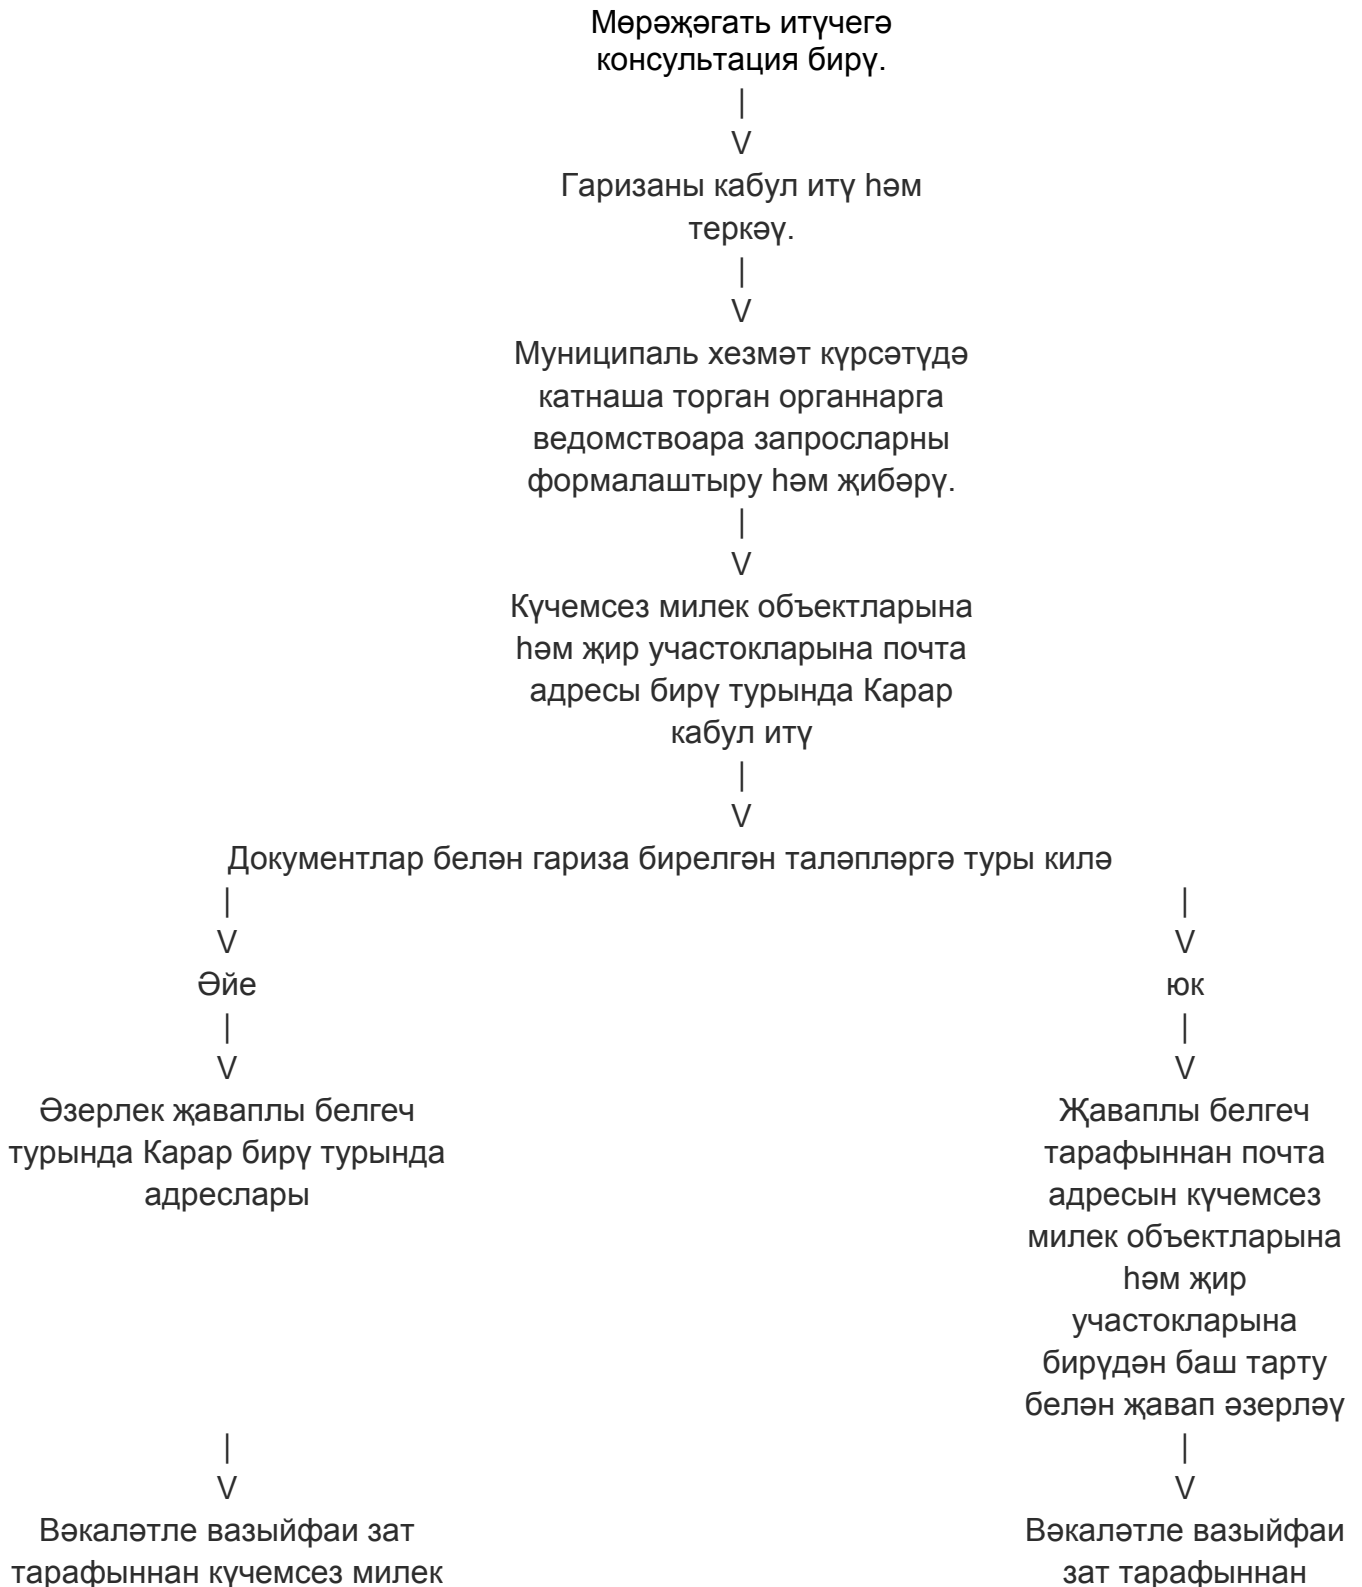 Мөрәҗәгать итүчегә
консультация бирү.
|
V
Гаризаны кабул итү һәм
теркәү.
|
V
Муниципаль хезмәт күрсәтүдә
катнаша торган органнарга
ведомствоара запросларны
формалаштыру һәм җибәрү.
|
V
Күчемсез милек объектларына
һәм җир участокларына почта
адресы бирү турында Карар
кабул итү
|
V
Документлар белән гариза бирелгән таләпләргә туры килә
|
V
Әйе
|
V
Әзерлек җаваплы белгеч
турында Карар бирү турында
адреслары
|
V
Вәкаләтле вазыйфаи зат
тарафыннан күчемсез милек
|
V
юк
|
V
Җаваплы белгеч
тарафыннан почта
адресын күчемсез
милек объектларына
һәм җир
участокларына
бирүдән баш тарту
белән җавап әзерләү
|
V
Вәкаләтле вазыйфаи
зат тарафыннан